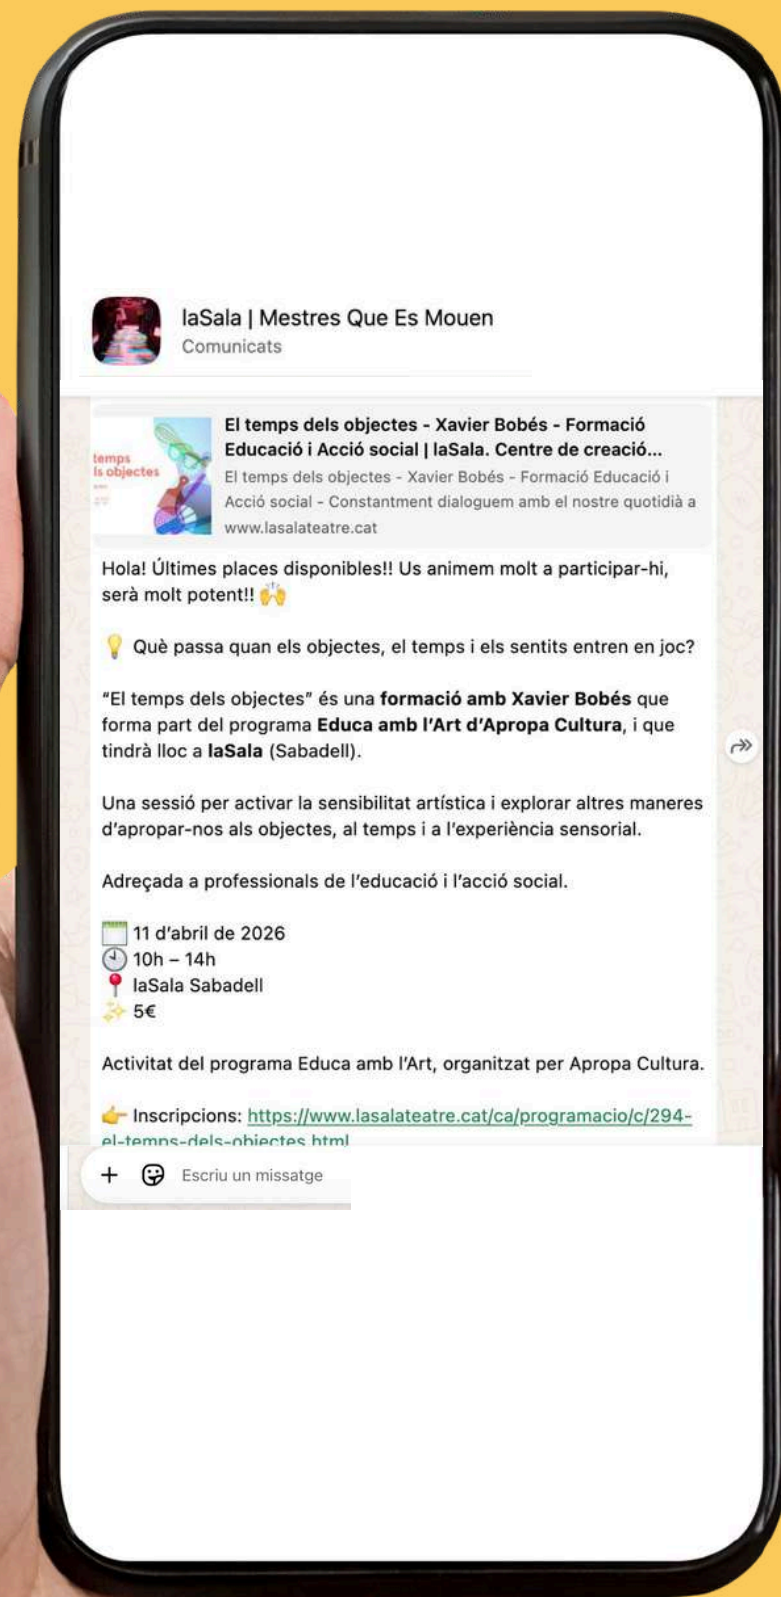 laSala | Mestres Que Es Mouen
Comunicats
temps
ls objectes
El temps dels objectes - Xavier Bobés - Formació
Educació i Acció social | laSala. Centre de creació...
El temps dels objectes - Xavier Bobés - Formació Educació i
Acció social - Constantment dialoguem amb el nostre quotidià a
www.lasalateatre.cat
Hola! Últimes places disponibles!! Us animem molt a participar-hi,
serà molt potent!! 🙌
💡 Què passa quan els objectes, el temps i els sentits entren en joc?
“El temps dels objectes” és una formació amb Xavier Bobés que
forma part del programa Educa amb l’Art d’Apropa Cultura, i que
tindrà lloc a laSala (Sabadell).
Una sessió per activar la sensibilitat artística i explorar altres maneres
d’apropar-nos als objectes, al temps i a l’experiència sensorial.
Adreçada a professionals de l’educació i l’acció social.
🗓 11 d’abril de 2026
🕙 10h – 14h
📍 laSala Sabadell
✨ 5€
Activitat del programa Educa amb l’Art, organitzat per Apropa Cultura.
👉 Inscripcions: https://www.lasalateatre.cat/ca/programacio/c/294-
el-temps-dels-objectes.html
Escriu un missatge